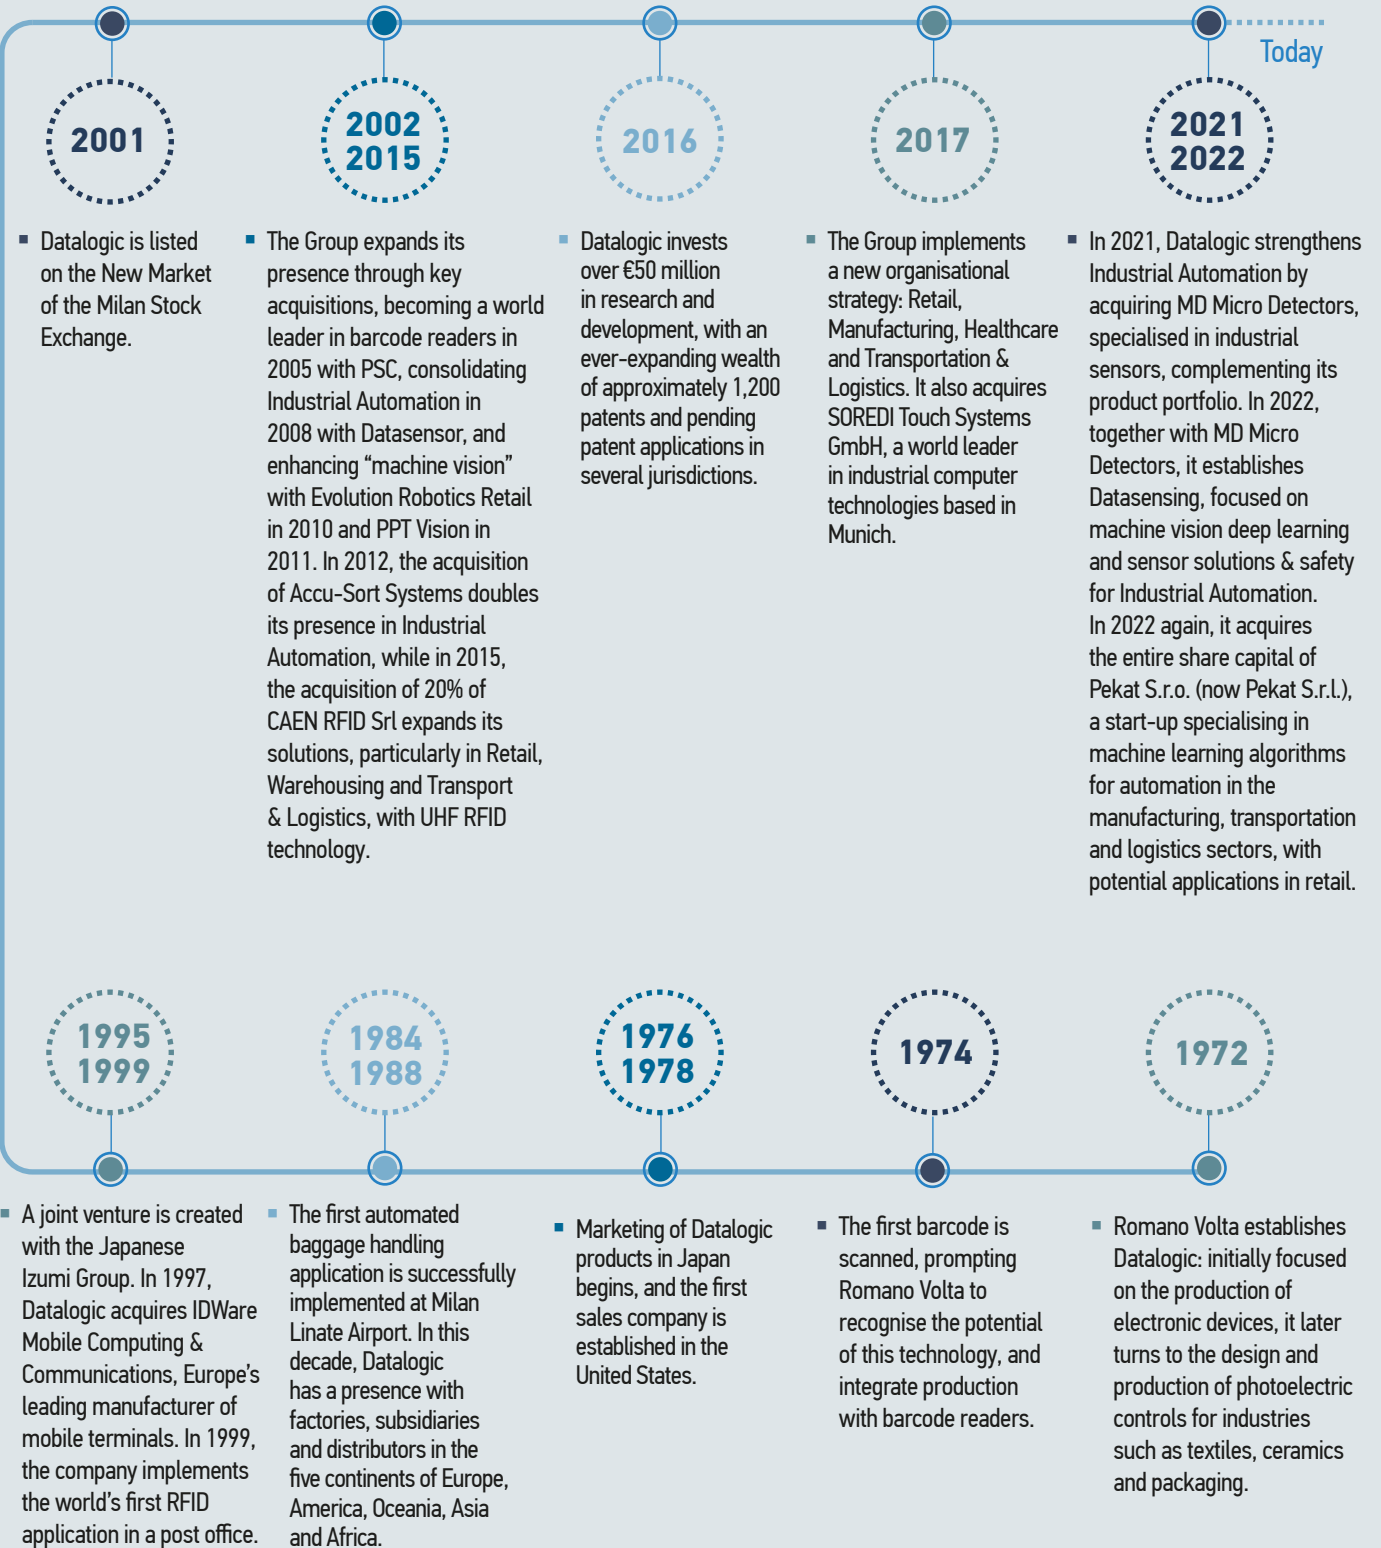 Today
2001
Datalogic is listed
on the New Market
of the Milan Stock
Exchange.
2002
2015
The Group expands its
presence through key
acquisitions, becoming a world
leader in barcode readers in
2005 with PSC, consolidating
Industrial Automation in
2008 with Datasensor, and
enhancing “machine vision”
with Evolution Robotics Retail
in 2010 and PPT Vision in
2011. In 2012, the acquisition
of Accu-Sort Systems doubles
its presence in Industrial
Automation, while in 2015,
the acquisition of 20% of
CAEN RFID Srl expands its
solutions, particularly in Retail,
Warehousing and Transport
& Logistics, with UHF RFID
technology.
2016
Datalogic invests
over €50 million
in research and
development, with an
ever-expanding wealth
of approximately 1,200
patents and pending
patent applications in
several jurisdictions.
2017
The Group implements
a new organisational
strategy: Retail,
Manufacturing, Healthcare
and Transportation &
Logistics. It also acquires
SOREDI Touch Systems
GmbH, a world leader
in industrial computer
technologies based in
Munich.
2021
2022
In 2021, Datalogic strengthens
Industrial Automation by
acquiring MD Micro Detectors,
specialised in industrial
sensors, complementing its
product portfolio. In 2022,
together with MD Micro
Detectors, it establishes
Datasensing, focused on
machine vision deep learning
and sensor solutions & safety
for Industrial Automation.
In 2022 again, it acquires
the entire share capital of
Pekat S.r.o. (now Pekat S.r.l.),
a start-up specialising in
machine learning algorithms
for automation in the
manufacturing, transportation
and logistics sectors, with
potential applications in retail.
1995
1999
A joint venture is created
with the Japanese
Izumi Group. In 1997,
Datalogic acquires IDWare
Mobile Computing &
Communications, Europe’s
leading manufacturer of
mobile terminals. In 1999,
the company implements
the world’s first RFID
application in a post office.
1984
1988
The first automated
baggage handling
application is successfully
implemented at Milan
Linate Airport. In this
decade, Datalogic
has a presence with
factories, subsidiaries
and distributors in the
five continents of Europe,
America, Oceania, Asia
and Africa.
1976
1978
Marketing of Datalogic
products in Japan
begins, and the first
sales company is
established in the
United States.
1974
The first barcode is
scanned, prompting
Romano Volta to
recognise the potential
of this technology, and
integrate production
with barcode readers.
1972
Romano Volta establishes
Datalogic: initially focused
on the production of
electronic devices, it later
turns to the design and
production of photoelectric
controls for industries
such as textiles, ceramics
and packaging.